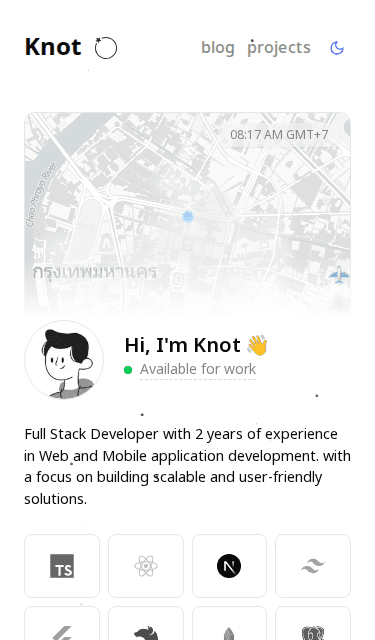 Knot
blog projects
08:17 AM GMT+7
Chao Phraya River
กรุงเทพมหานคร
Hi, I'm Knot 👋
Available for work
Full Stack Developer with 2 years of experience
in Web and Mobile application development. with
a focus on building scalable and user-friendly
solutions.
TS
N